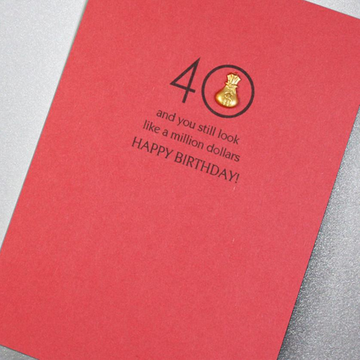 40
and you still look
like a million dollars
HAPPY BIRTHDAY!